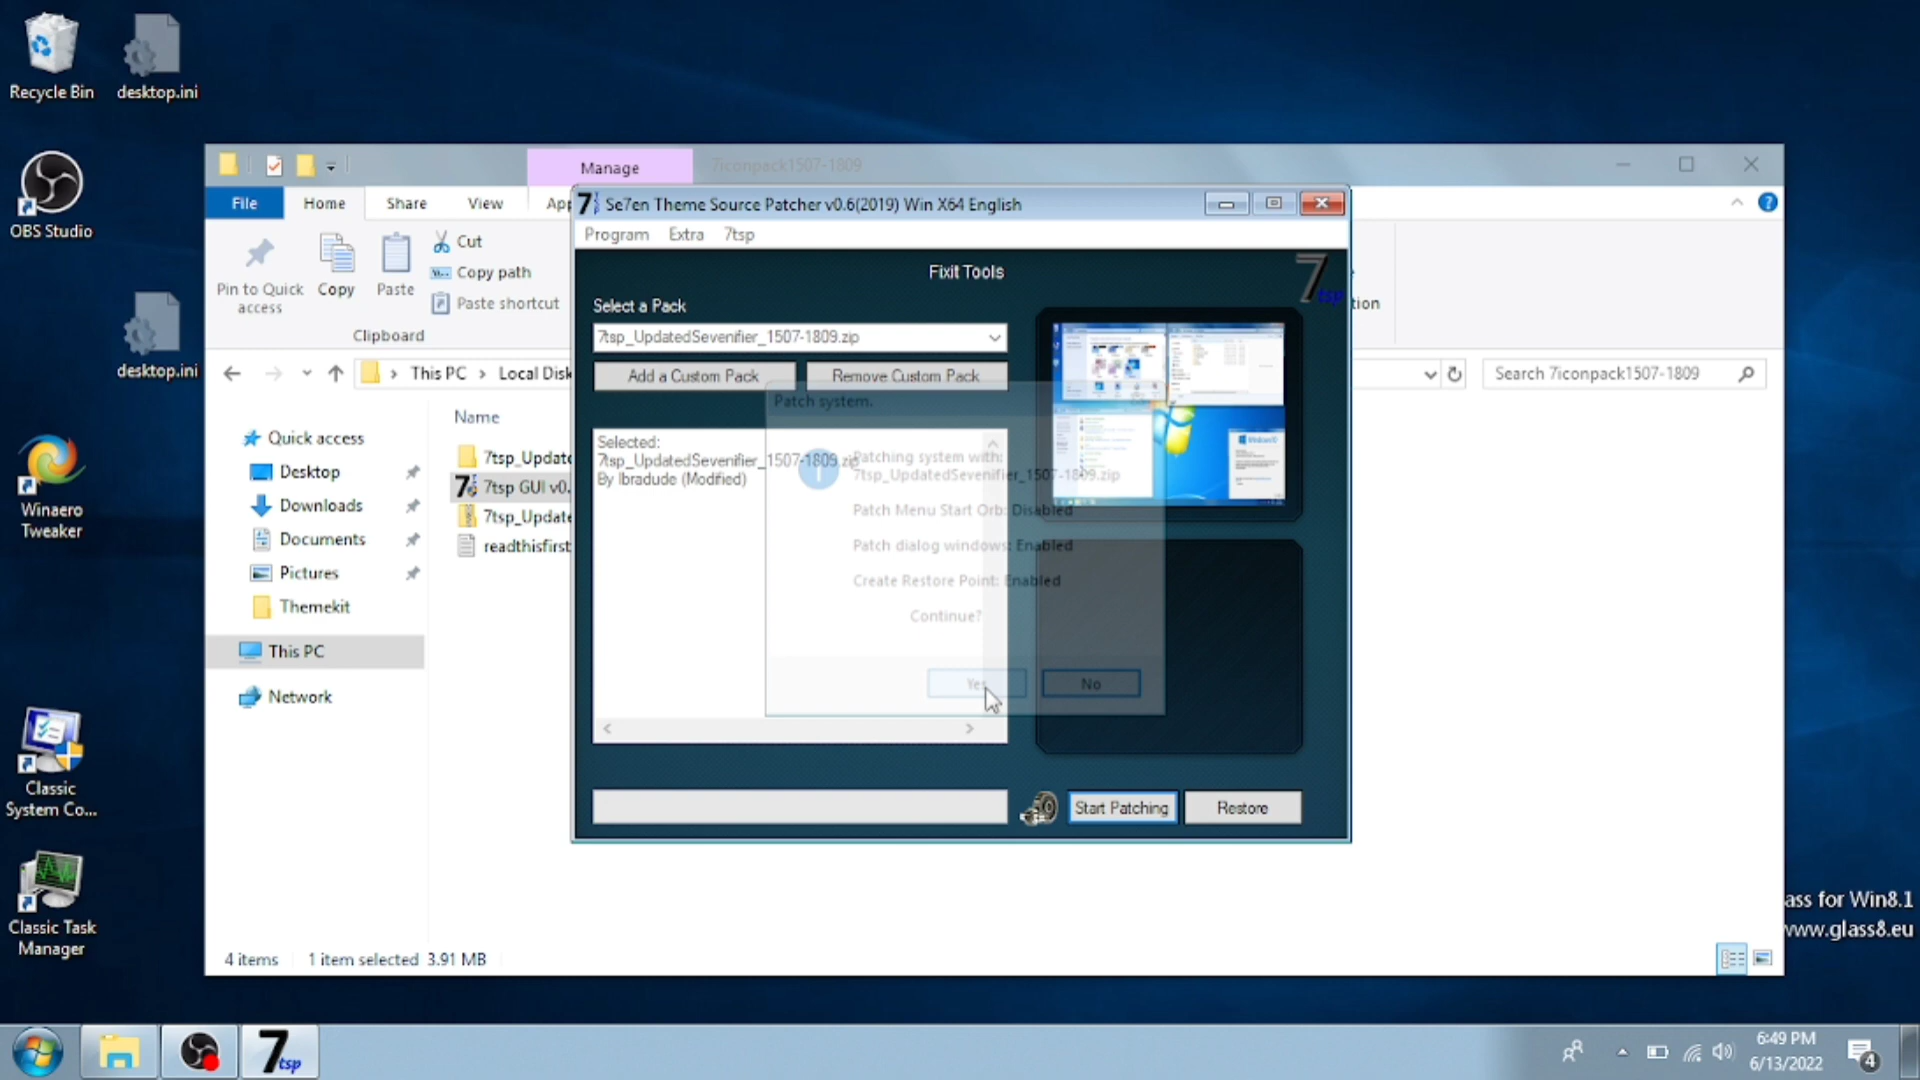 Recycle Bin
desktop.ini
OBS Studio
desktop.ini
Winaero
Tweaker
Classic
System Co...
Classic Task
Manager
Manage
7iconpack1507-1809
File
Home
Share
View
App
Pin to Quick
access
Copy
Paste
Cut
Copy path
Paste shortcut
Clipboard
This PC
Local Disk
Search 7iconpack1507-1809
Quick access
Desktop
Downloads
Documents
Pictures
Themekit
This PC
Network
Name
7tsp_Update
7tsp GUI v0.
7tsp_Update
readthisfirst
4 items
1 item selected 3.91 MB
Se7en Theme Source Patcher v0.6(2019) Win X64 English
Program
Extra
7tsp
Fixit Tools
7tsp
Select a Pack
7tsp_UpdatedSevenifier_1507-1809.zip
Add a Custom Pack
Remove Custom Pack
Selected:
7tsp_UpdatedSevenifier_1507-1809.zip
By Ibradude (Modified)
Patch system.
Patching system with:
7tsp_UpdatedSevenifier_1507-1809.zip
Patch Menu Start Orb: Disabled
Patch dialog windows: Enabled
Create Restore Point: Enabled
Continue?
Yes
No
Start Patching
Restore
tion
ass for Win8.1
www.glass8.eu
7tsp
6:49 PM
6/13/2022
4